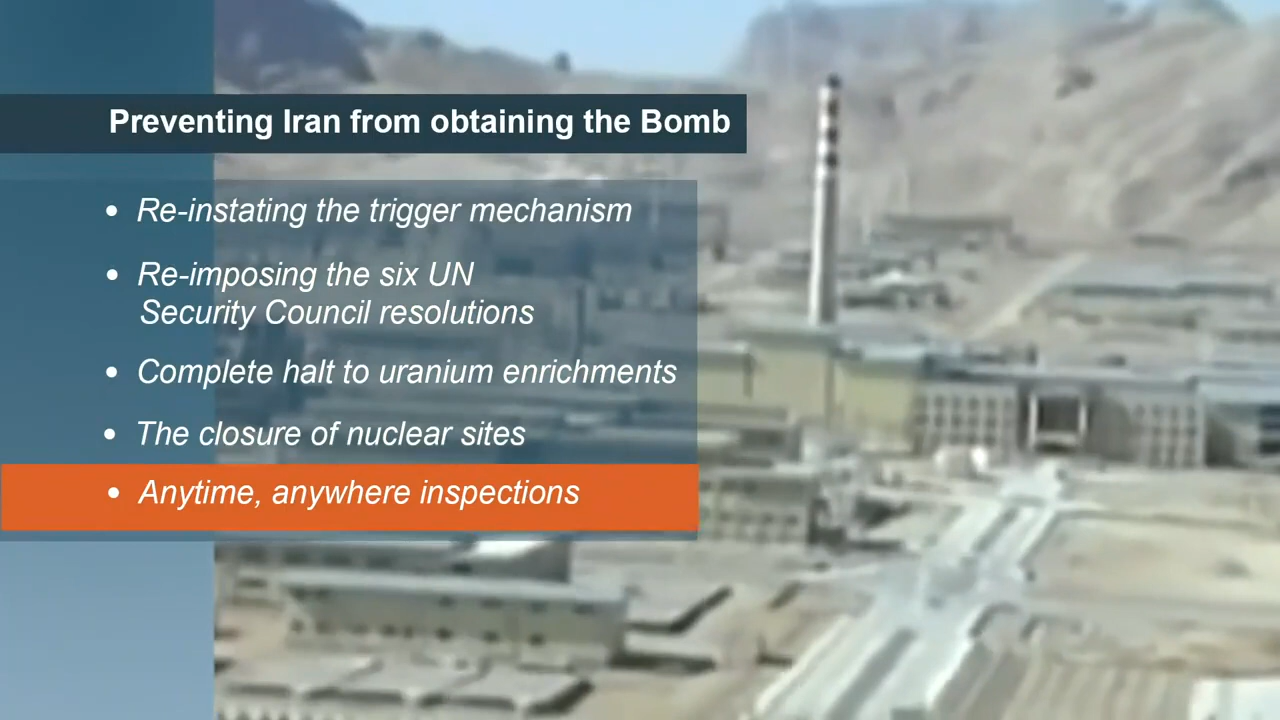 Preventing Iran from obtaining the Bomb
• Re-instating the trigger mechanism
• Re-imposing the six UN
Security Council resolutions
• Complete halt to uranium enrichments
• The closure of nuclear sites
• Anytime, anywhere inspections